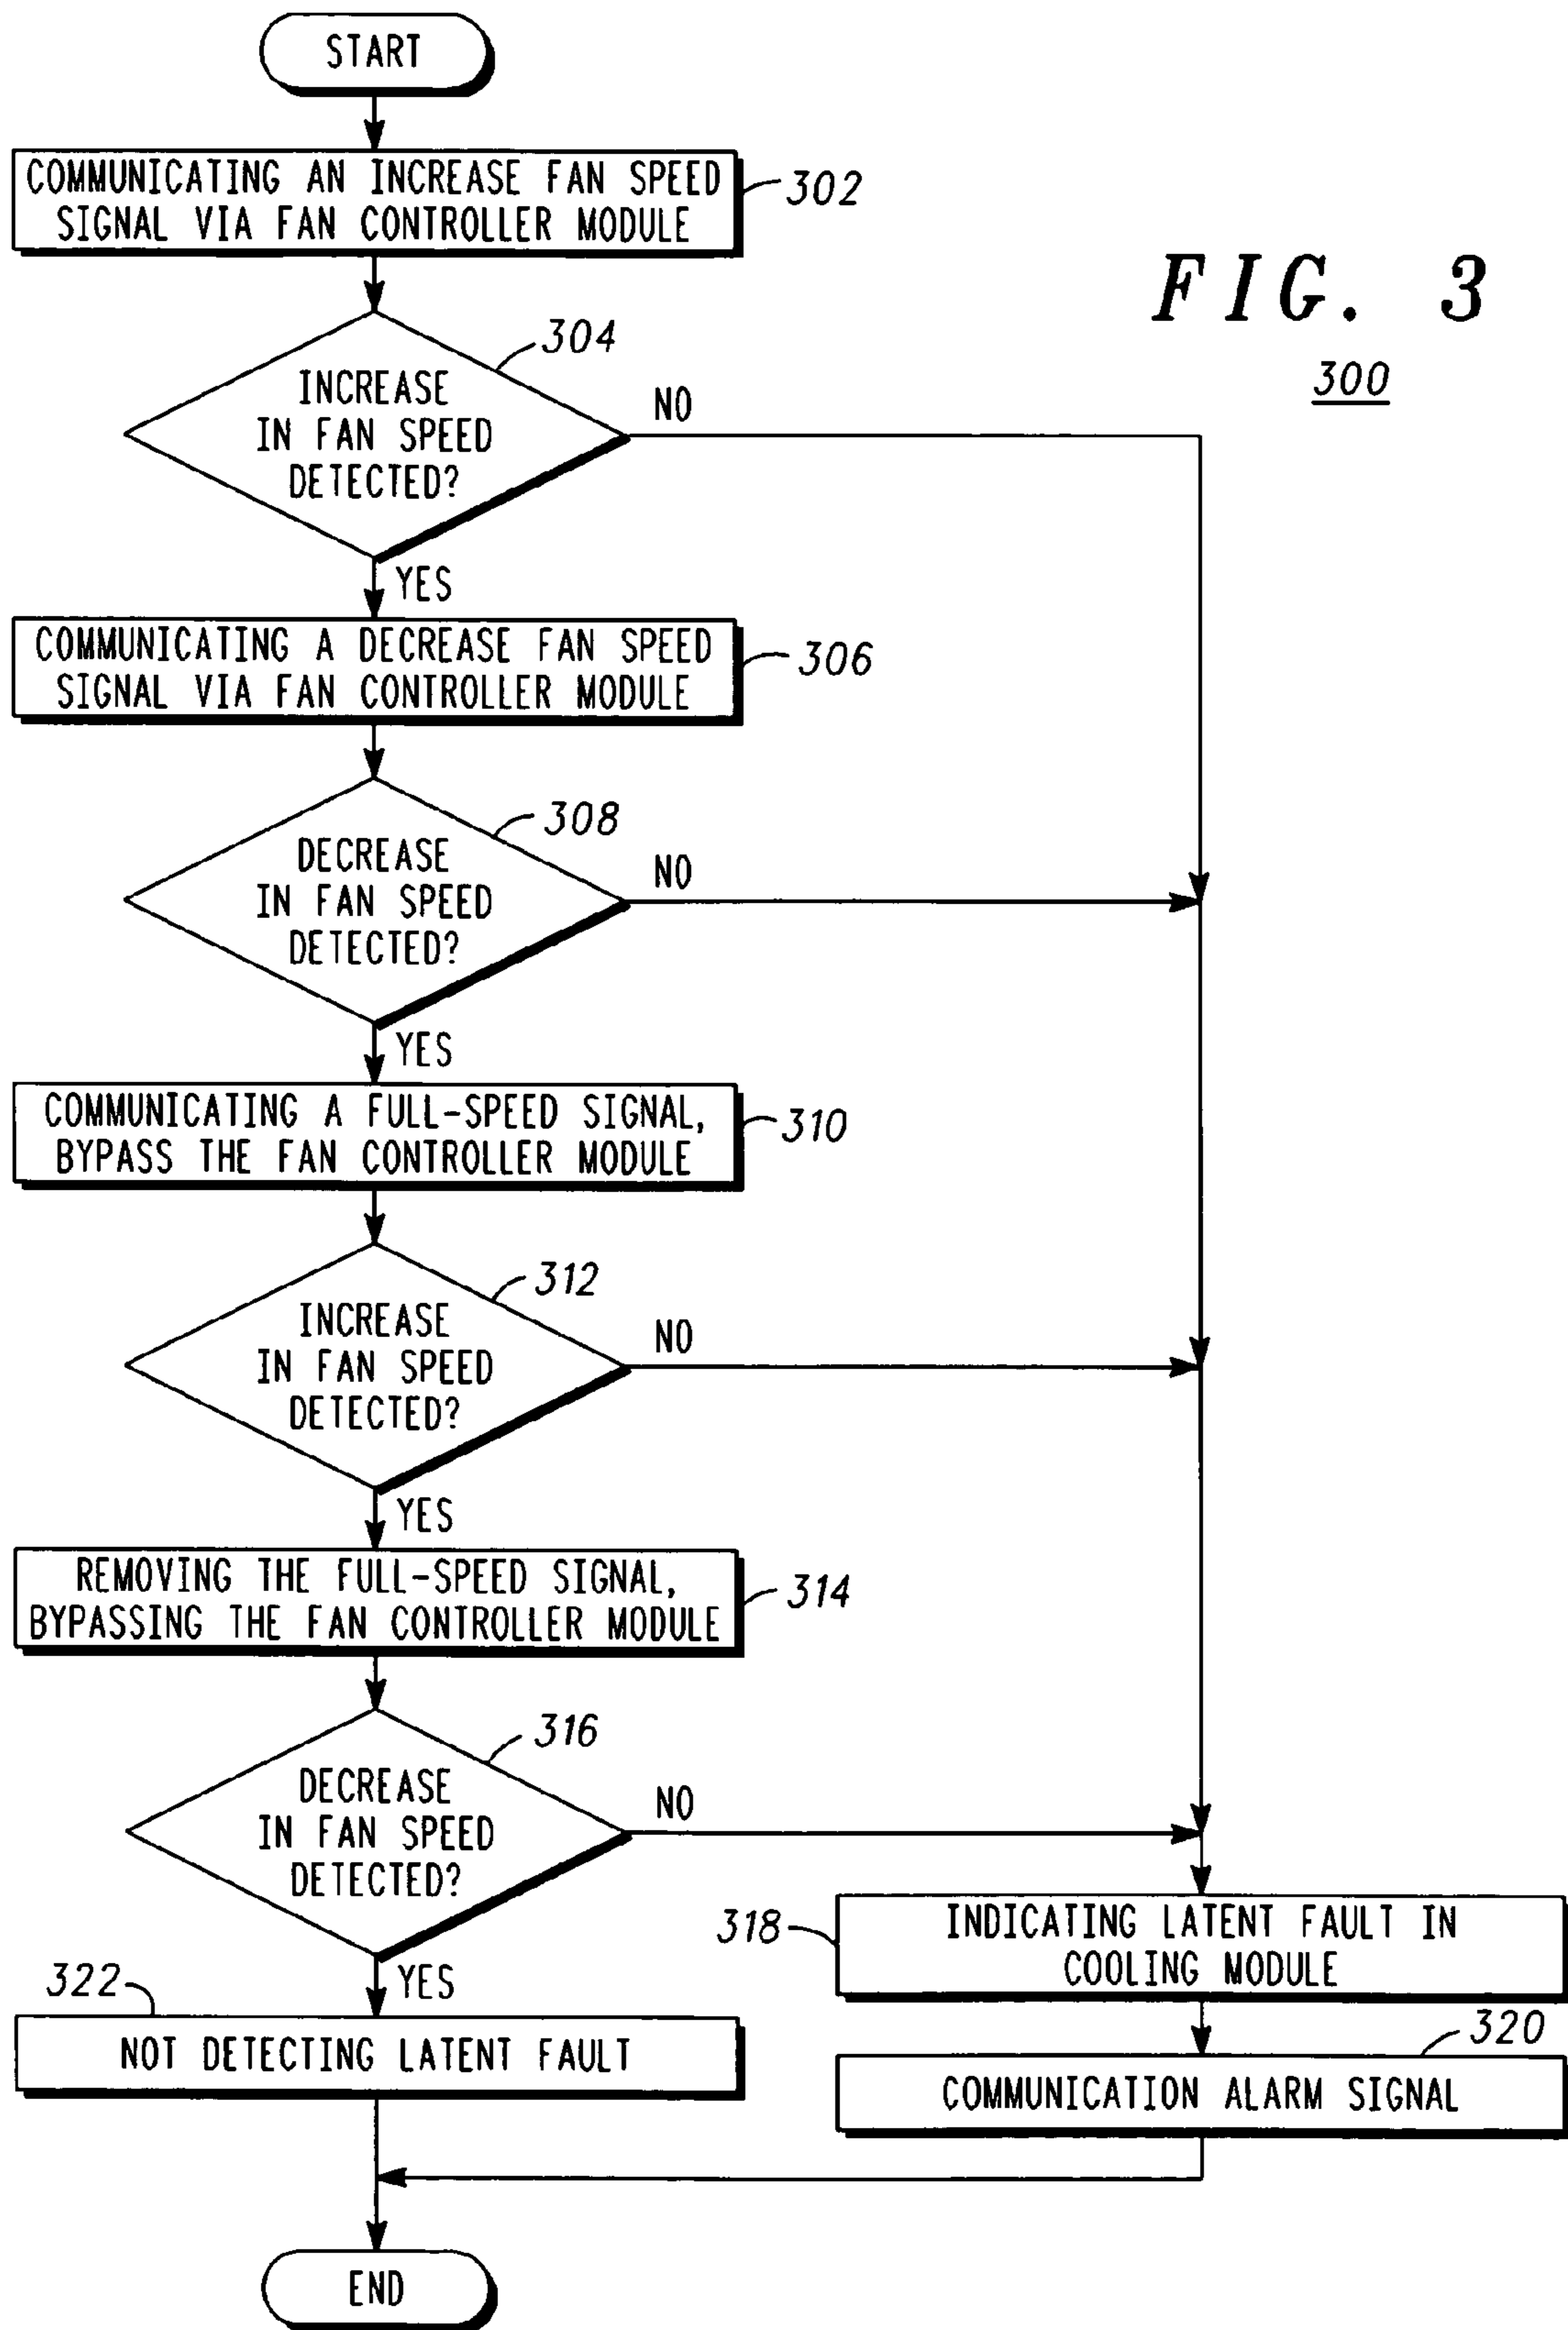 START
COMMUNICATING AN INCREASE FAN SPEED
SIGNAL VIA FAN CONTROLLER MODULE
302
FIG. 3
300
304
INCREASE
IN FAN SPEED
DETECTED?
NO
YES
COMMUNICATING A DECREASE FAN SPEED
SIGNAL VIA FAN CONTROLLER MODULE
306
308
DECREASE
IN FAN SPEED
DETECTED?
NO
YES
COMMUNICATING A FULL-SPEED SIGNAL,
BYPASS THE FAN CONTROLLER MODULE
310
312
INCREASE
IN FAN SPEED
DETECTED?
NO
YES
REMOVING THE FULL-SPEED SIGNAL,
BYPASSING THE FAN CONTROLLER MODULE
314
316
DECREASE
IN FAN SPEED
DETECTED?
NO
YES
318
INDICATING LATENT FAULT IN
COOLING MODULE
322
NOT DETECTING LATENT FAULT
320
COMMUNICATION ALARM SIGNAL
END